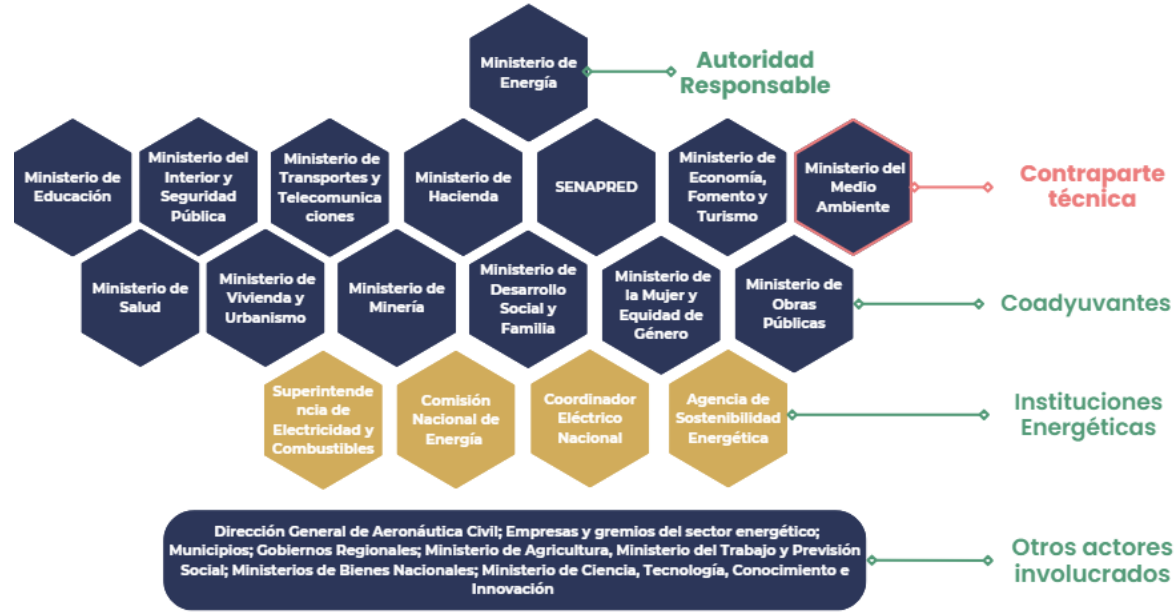 Ministerio de
Energía
Autoridad
Responsable
Ministerio de
Educación
Ministerio del
Interior y
Seguridad
Pública
Ministerio de
Transportes y
Telecomunica
ciones
Ministerio de
Hacienda
SENAPRED
Ministerio de
Economía,
Fomento y
Turismo
Ministerio del
Medio
Ambiente
Contraparte
técnica
Ministerio de
Salud
Ministerio de
Vivienda y
Urbanismo
Ministerio de
Minería
Ministerio de
Desarrollo
Social y
Familia
Ministerio de
la Mujer y
Equidad de
Género
Ministerio de
Obras
Públicas
Coadyuvantes
Superintende
ncia de
Electricidad y
Combustibles
Comisión
Nacional de
Energía
Coordinador
Eléctrico
Nacional
Agencia de
Sostenibilidad
Energética
Instituciones
Energéticas
Dirección General de Aeronáutica Civil; Empresas y gremios del sector energético;
Municipios; Gobiernos Regionales; Ministerio de Agricultura, Ministerio del Trabajo y Previsión
Social; Ministerios de Bienes Nacionales; Ministerio de Ciencia, Tecnología, Conocimiento e
Innovación
Otros actores
involucrados